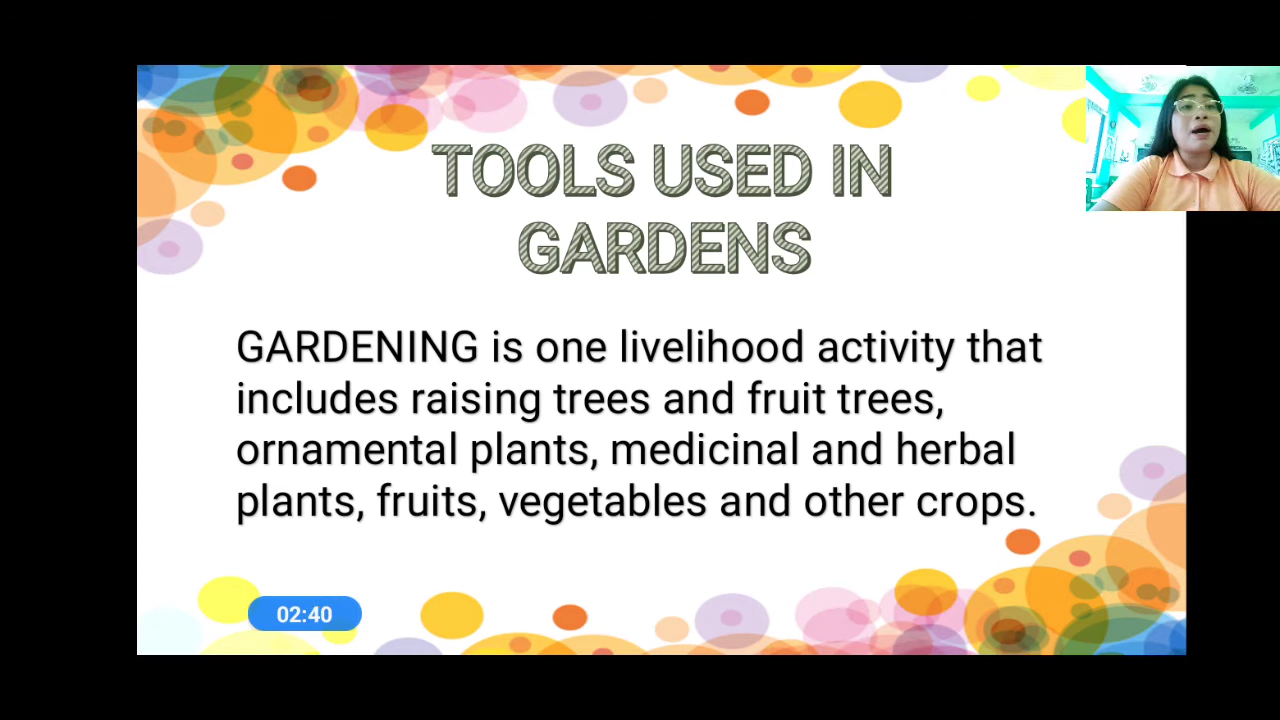 TOOLS USED IN
GARDENS
GARDENING is one livelihood activity that
includes raising trees and fruit trees,
ornamental plants, medicinal and herbal
plants, fruits, vegetables and other crops.
02:40